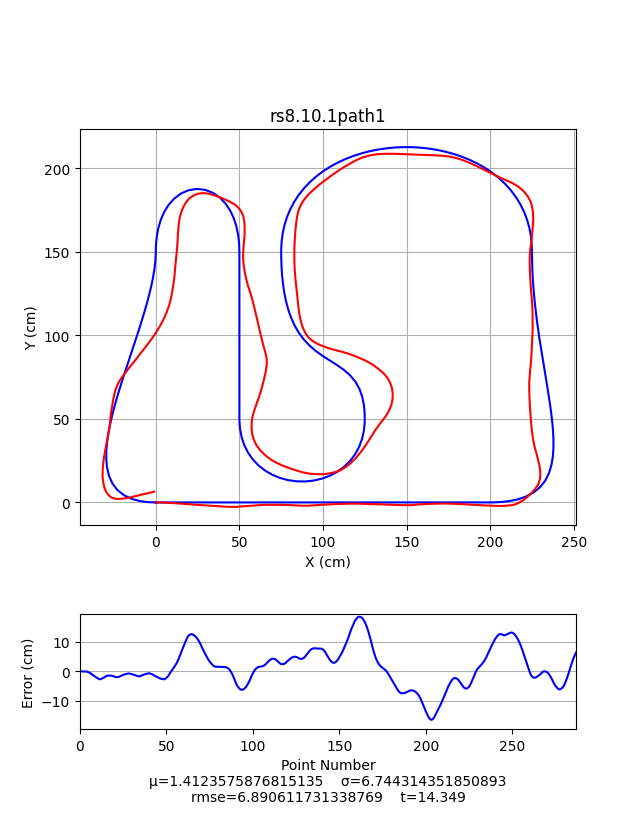 rs8.10.1path1
200
150
100
50
0
Y (cm)
0 50 100 150 200 250
X (cm)
10
0
−10
Error (cm)
0 50 100 150 200 250
Point Number
μ=1.4123575876815135 σ=6.744314351850893
rmse=6.890611731338769 t=14.349